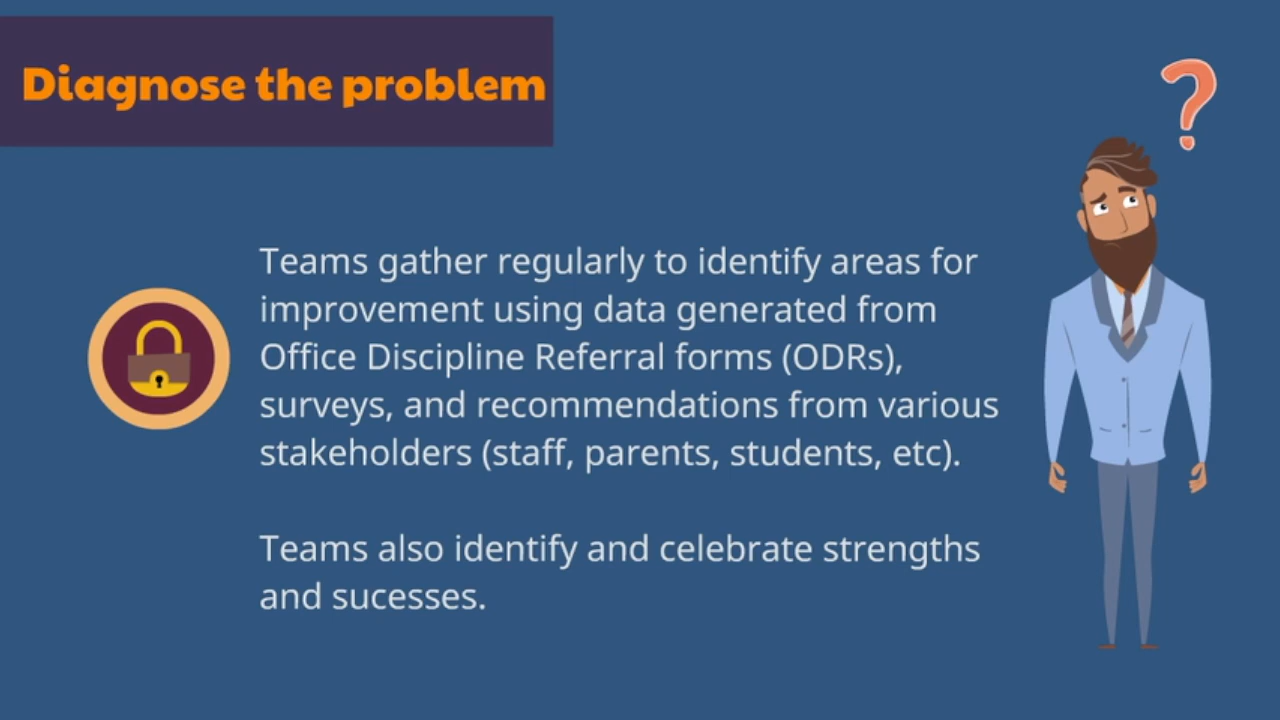 Diagnose the problem
?
Teams gather regularly to identify areas for
improvement using data generated from
Office Discipline Referral forms (ODRs),
surveys, and recommendations from various
stakeholders (staff, parents, students, etc).
Teams also identify and celebrate strengths
and sucesses.